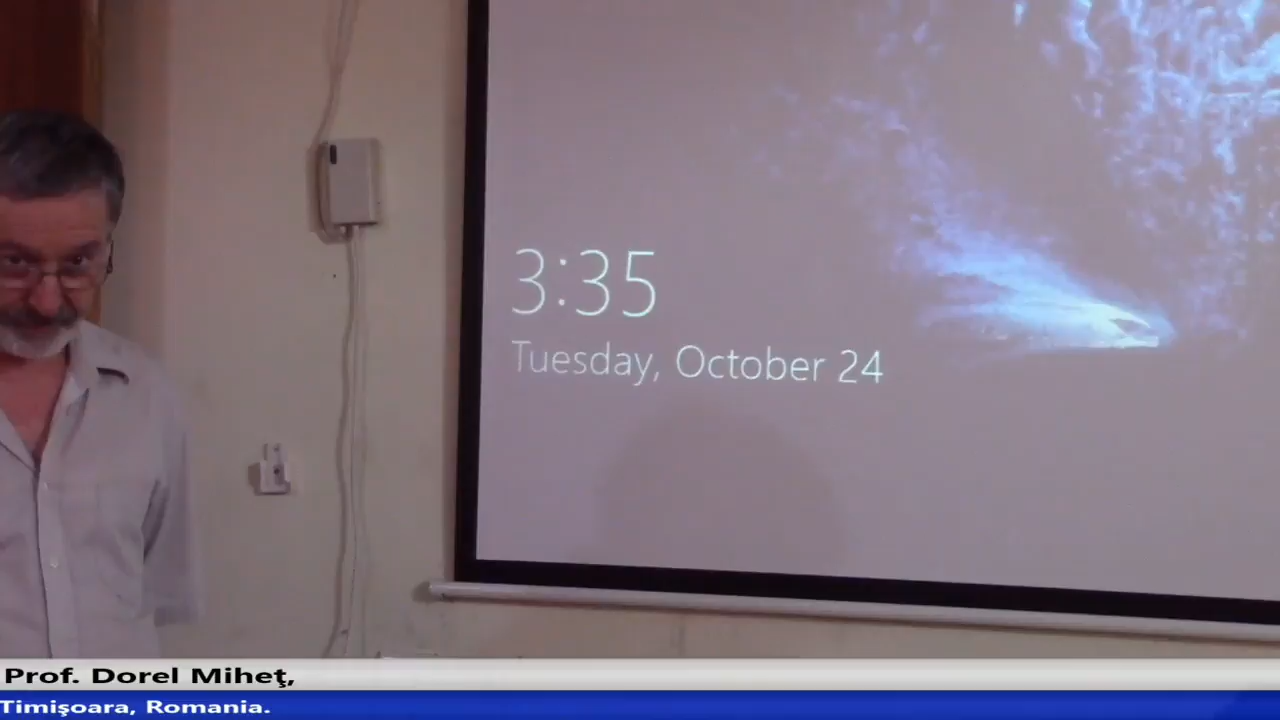 3:35
Tuesday, October 24
Prof. Dorel Miheţ,
Timişoara, Romania.